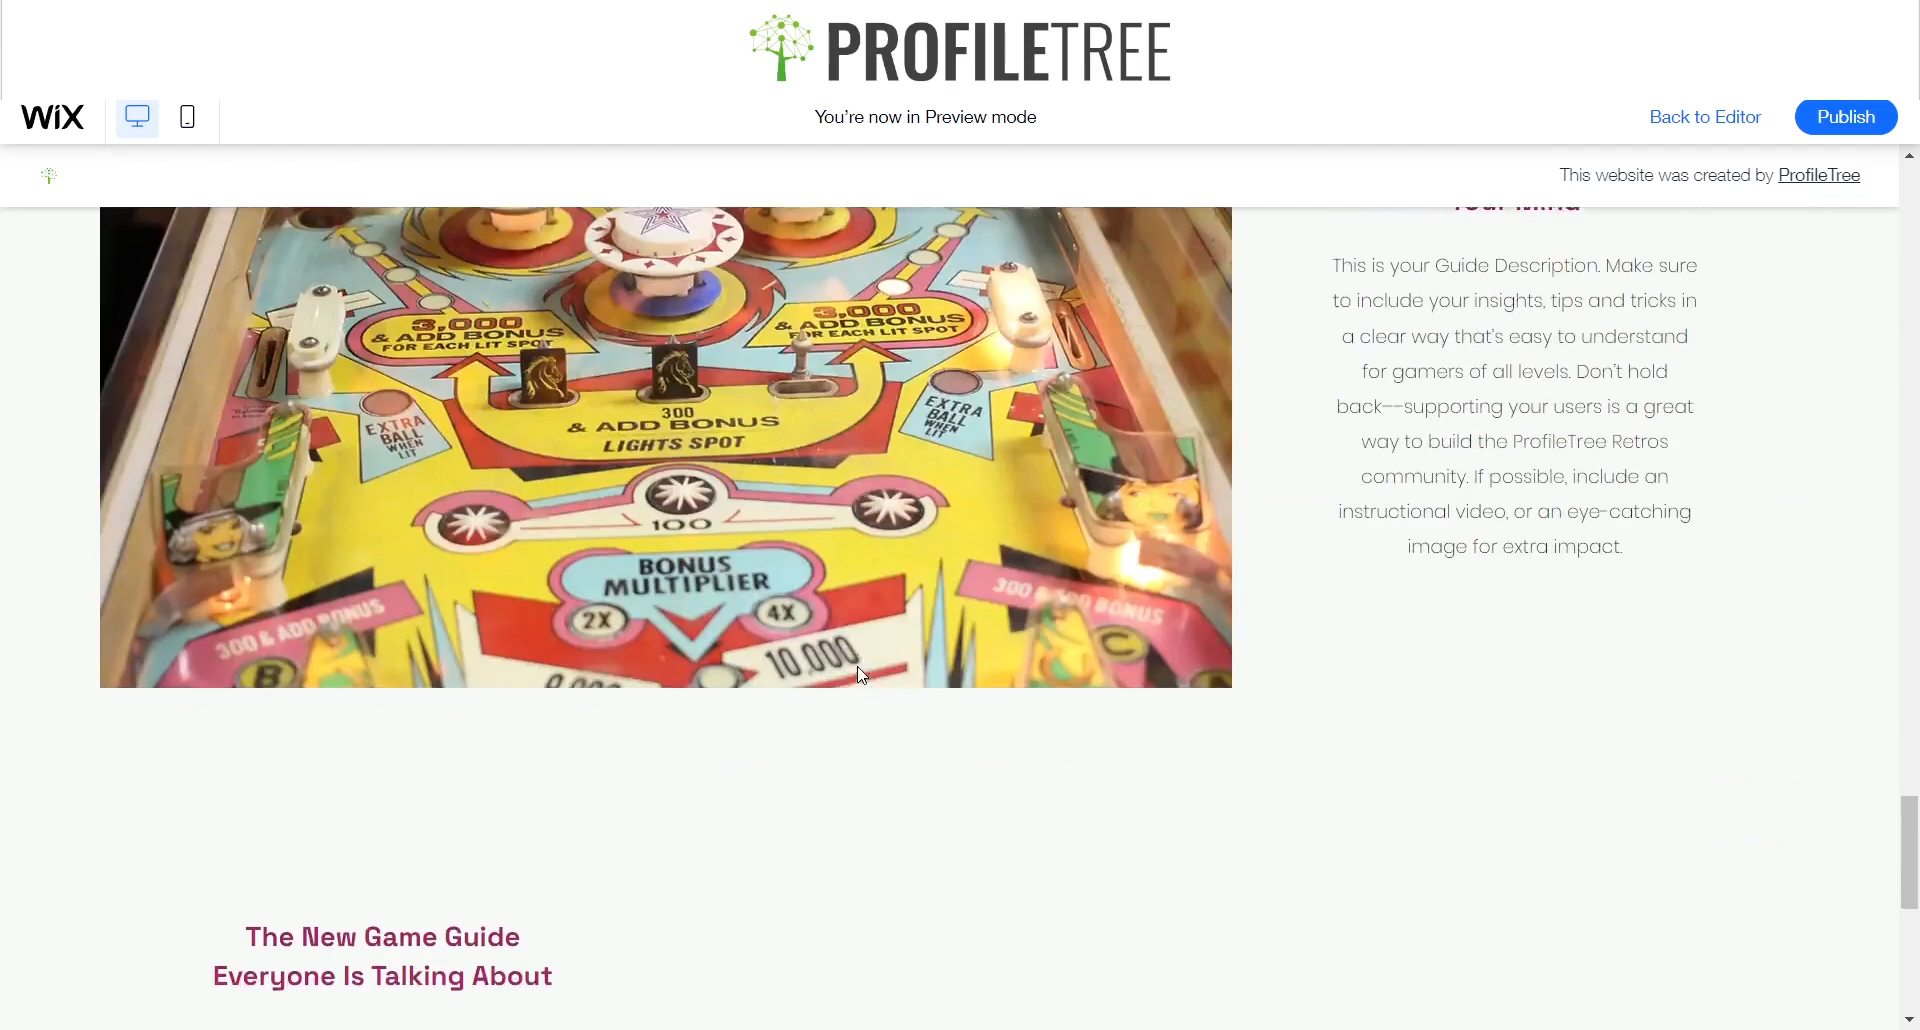 PROFILETREE
WIX
You're now in Preview mode
Back to Editor
Publish
This website was created by ProfileTree
Your Mind
This is your Guide Description. Make sure
to include your insights, tips and tricks in
a clear way that's easy to understand
for gamers of all levels. Don't hold
back--supporting your users is a great
way to build the ProfileTree Retros
community. If possible, include an
instructional video, or an eye-catching
image for extra impact.
3,000
& ADD BONUS
FOR EACH LIT SPOT
3,000
& ADD BONUS
FOR EACH LIT SPOT
EXTRA
BALL
WHEN
LIT
300
& ADD BONUS
LIGHTS SPOT
EXTRA
BALL
WHEN
LIT
100
BONUS
MULTIPLIER
2X
4X
300 & ADD BONUS
B
300 & ADD BONUS
C
10,000
The New Game Guide
Everyone Is Talking About